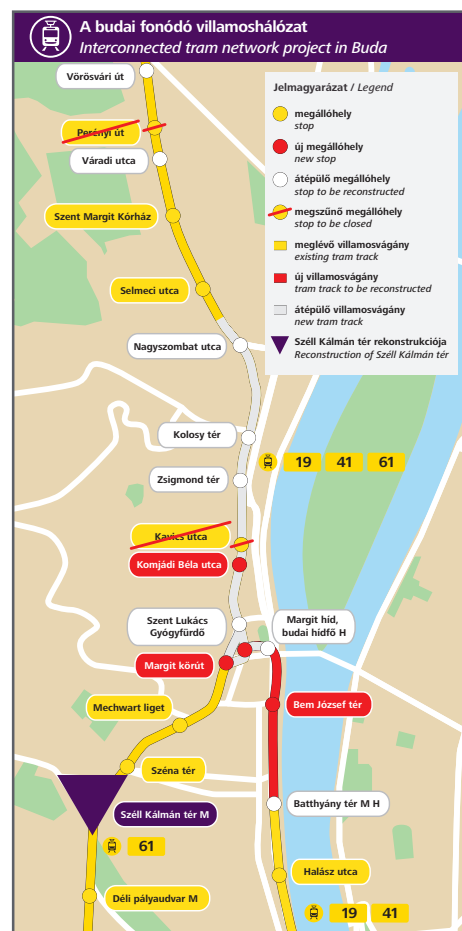 A budai fonódó villamoshálózat
Interconnected tram network project in Buda
Vörösvári út
Perényi út
Váradi utca
Szent Margit Kórház
Selmeci utca
Nagyszombat utca
Jelmagyarázat / Legend
megállóhely
stop
új megállóhely
new stop
átépülő megállóhely
stop to be reconstructed
megszűnő megállóhely
stop to be closed
meglévő villamosvágány
existing tram track
új villamosvágány
tram track to be reconstructed
átépülő villamosvágány
new tram track
Széll Kálmán tér rekonstrukciója
Reconstruction of Széll Kálmán tér
Kolosy tér
19 41 61
Zsigmond tér
Kavics utca
Komjádi Béla utca
Szent Lukács
Gyógyfürdő
Margit híd,
budai hídfő H
Margit körút
Mechwart liget
Bem József tér
Széna tér
Batthyány tér M H
Széll Kálmán tér M
61
Halász utca
Déli pályaudvar M
19 41